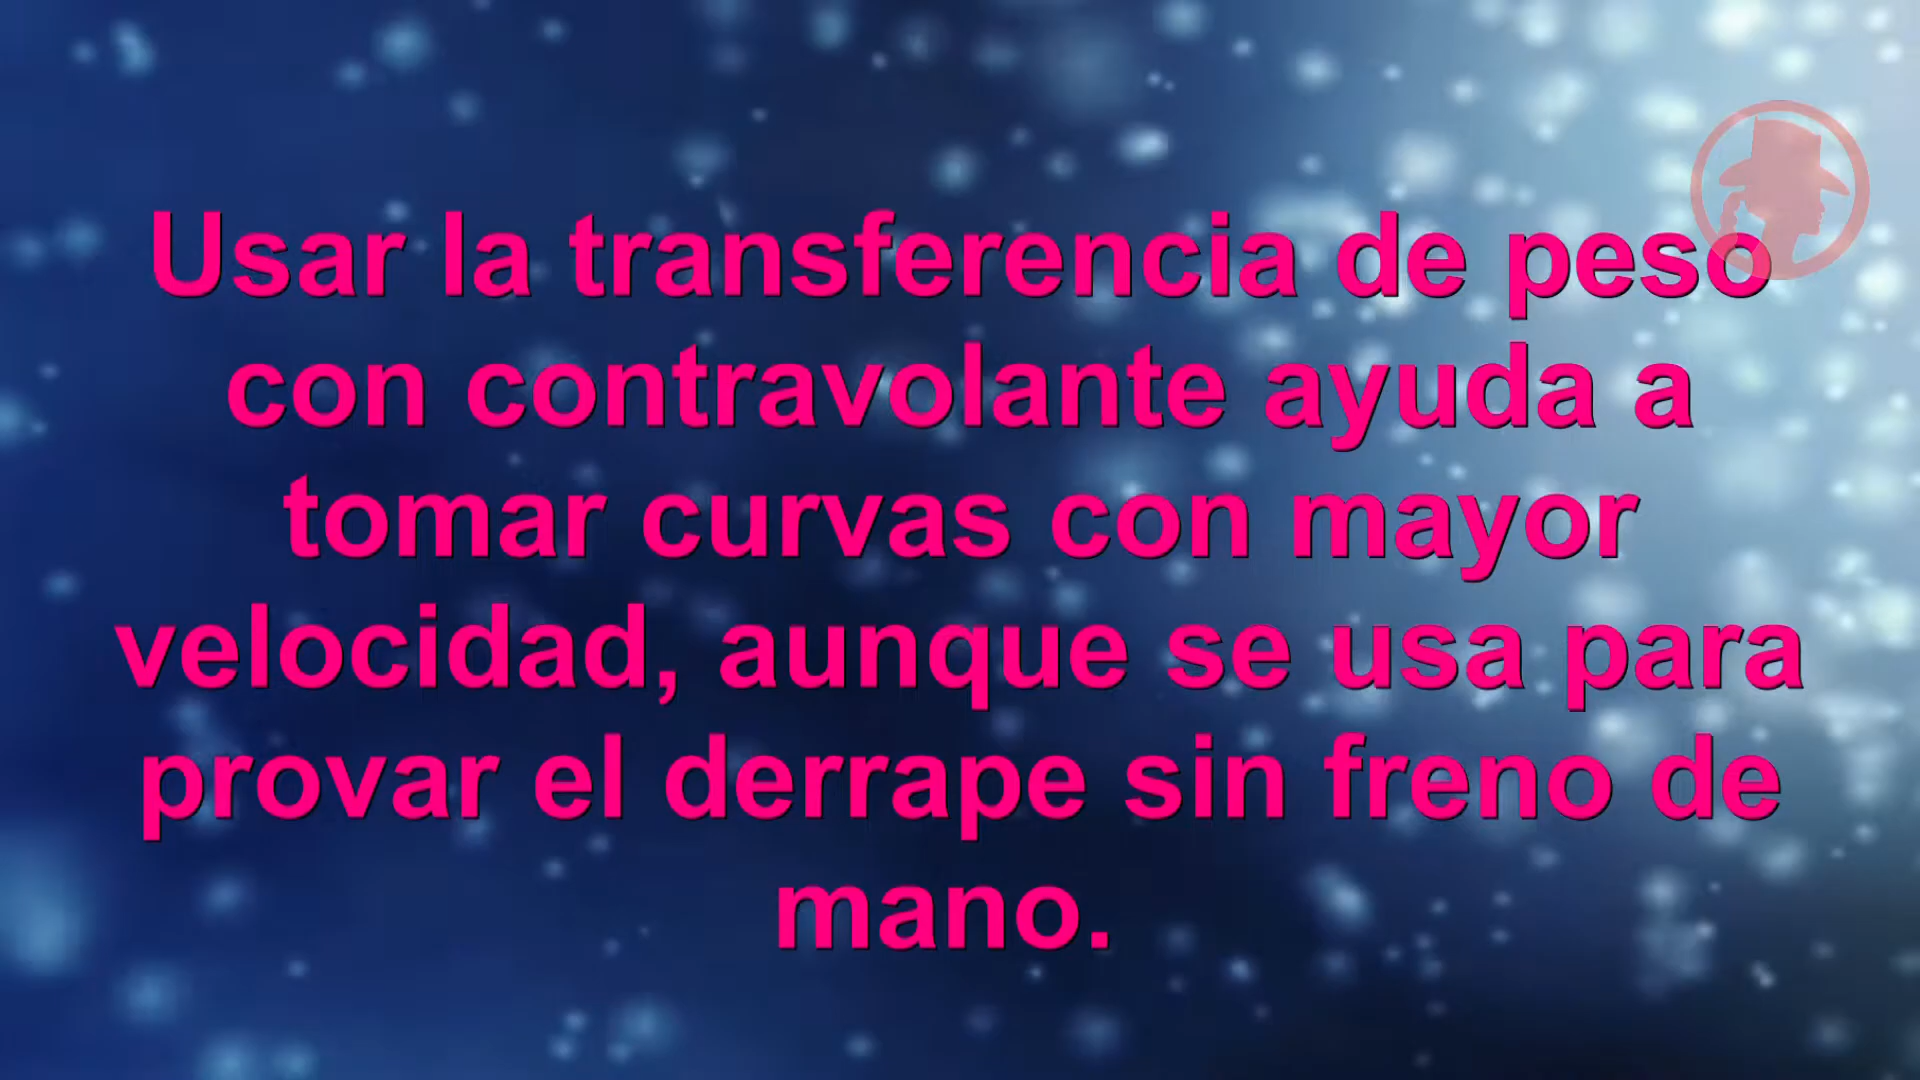 Usar la transferencia de peso
con contravolante ayuda a
tomar curvas con mayor
velocidad, aunque se usa para
provar el derrape sin freno de
mano.